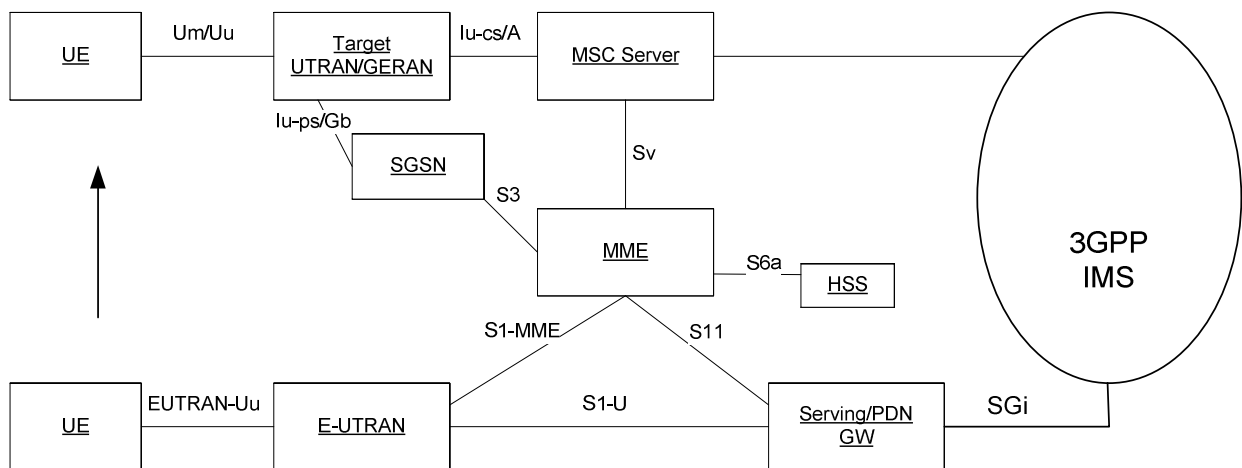 Um/Uu
Iu-cs/A
UE
Target
UTRAN/GERAN
MSC Server
Iu-ps/Gb
SGSN
Sv
S3
MME
S6a
HSS
3GPP
IMS
S1-MME
S11
UE
EUTRAN-Uu
E-UTRAN
S1-U
Serving/PDN
GW
SGi